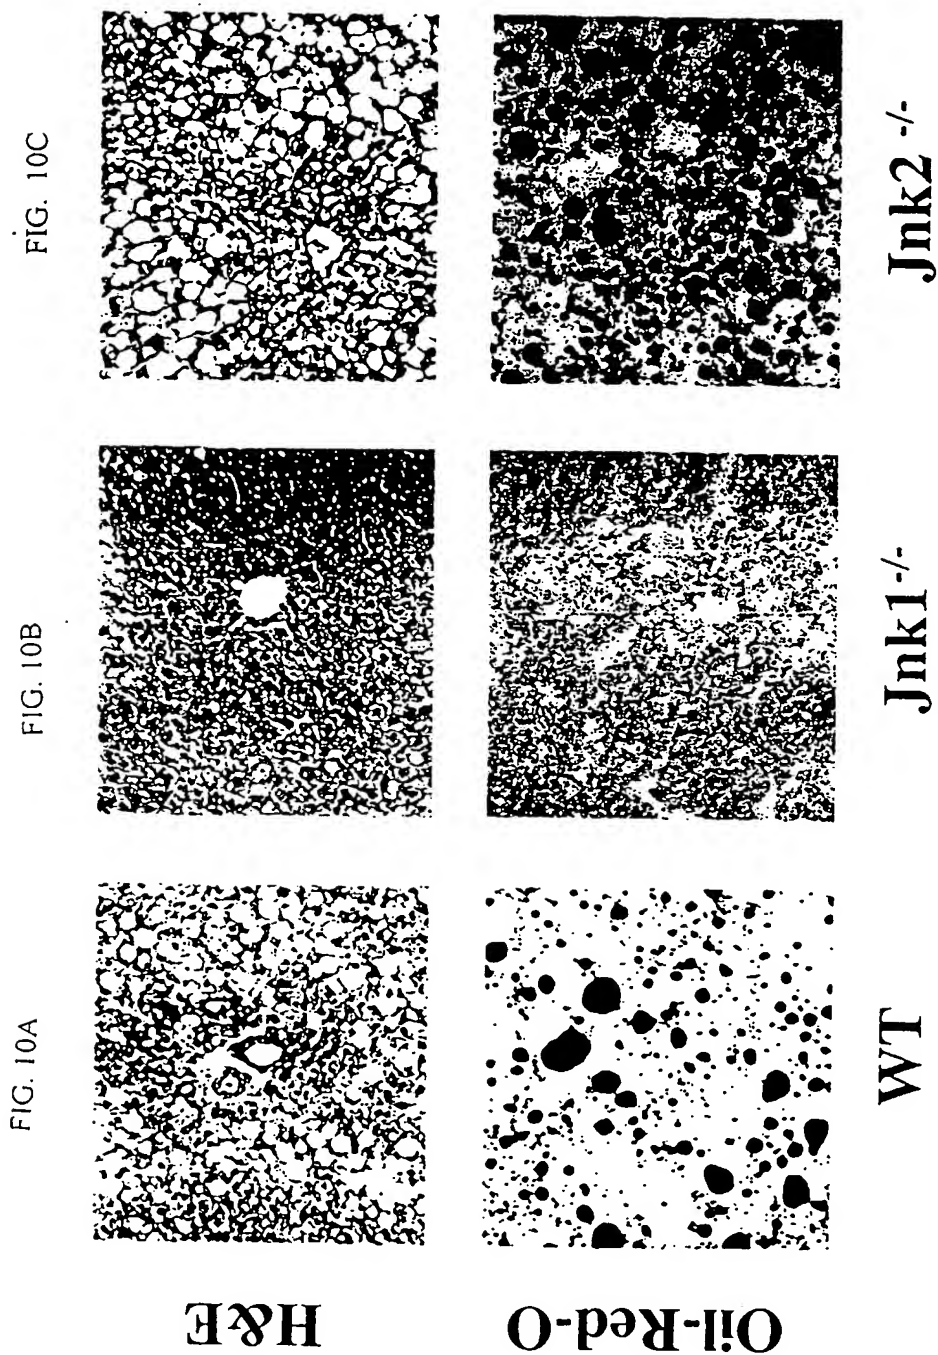 FIG. 10A
FIG. 10B
FIG. 10C
H&E
Oil-Red-O
WT
Jnk1 -/-
Jnk2 -/-